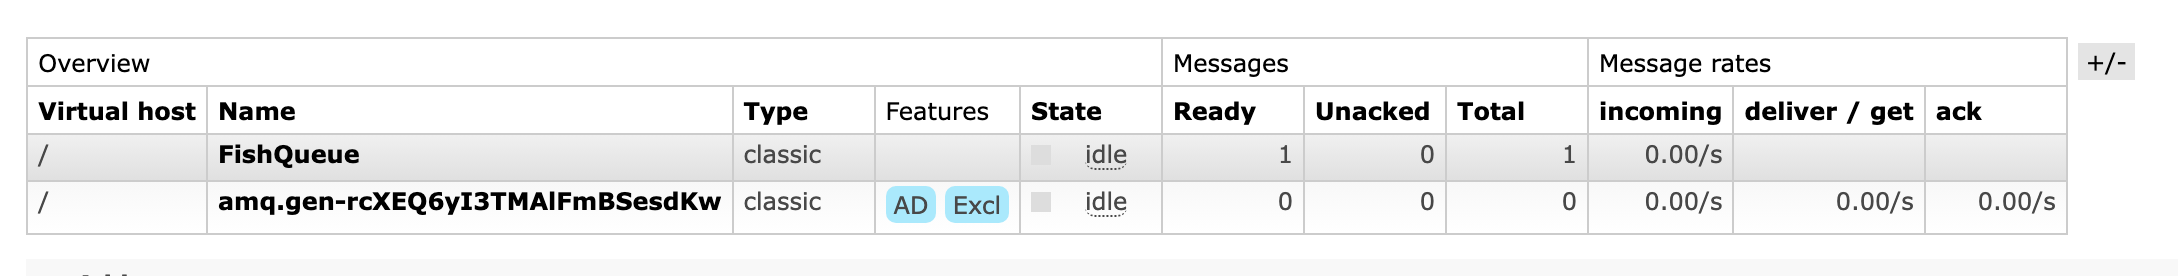 Overview Messages Message rates +/-
Virtual host Name Type Features State Ready Unacked Total incoming deliver / get ack
/ FishQueue classic idle 1 0 1 0.00/s
/ amq.gen-rcXEQ6yI3TMAlFmBSesdKw classic AD Excl idle 0 0 0 0.00/s 0.00/s 0.00/s